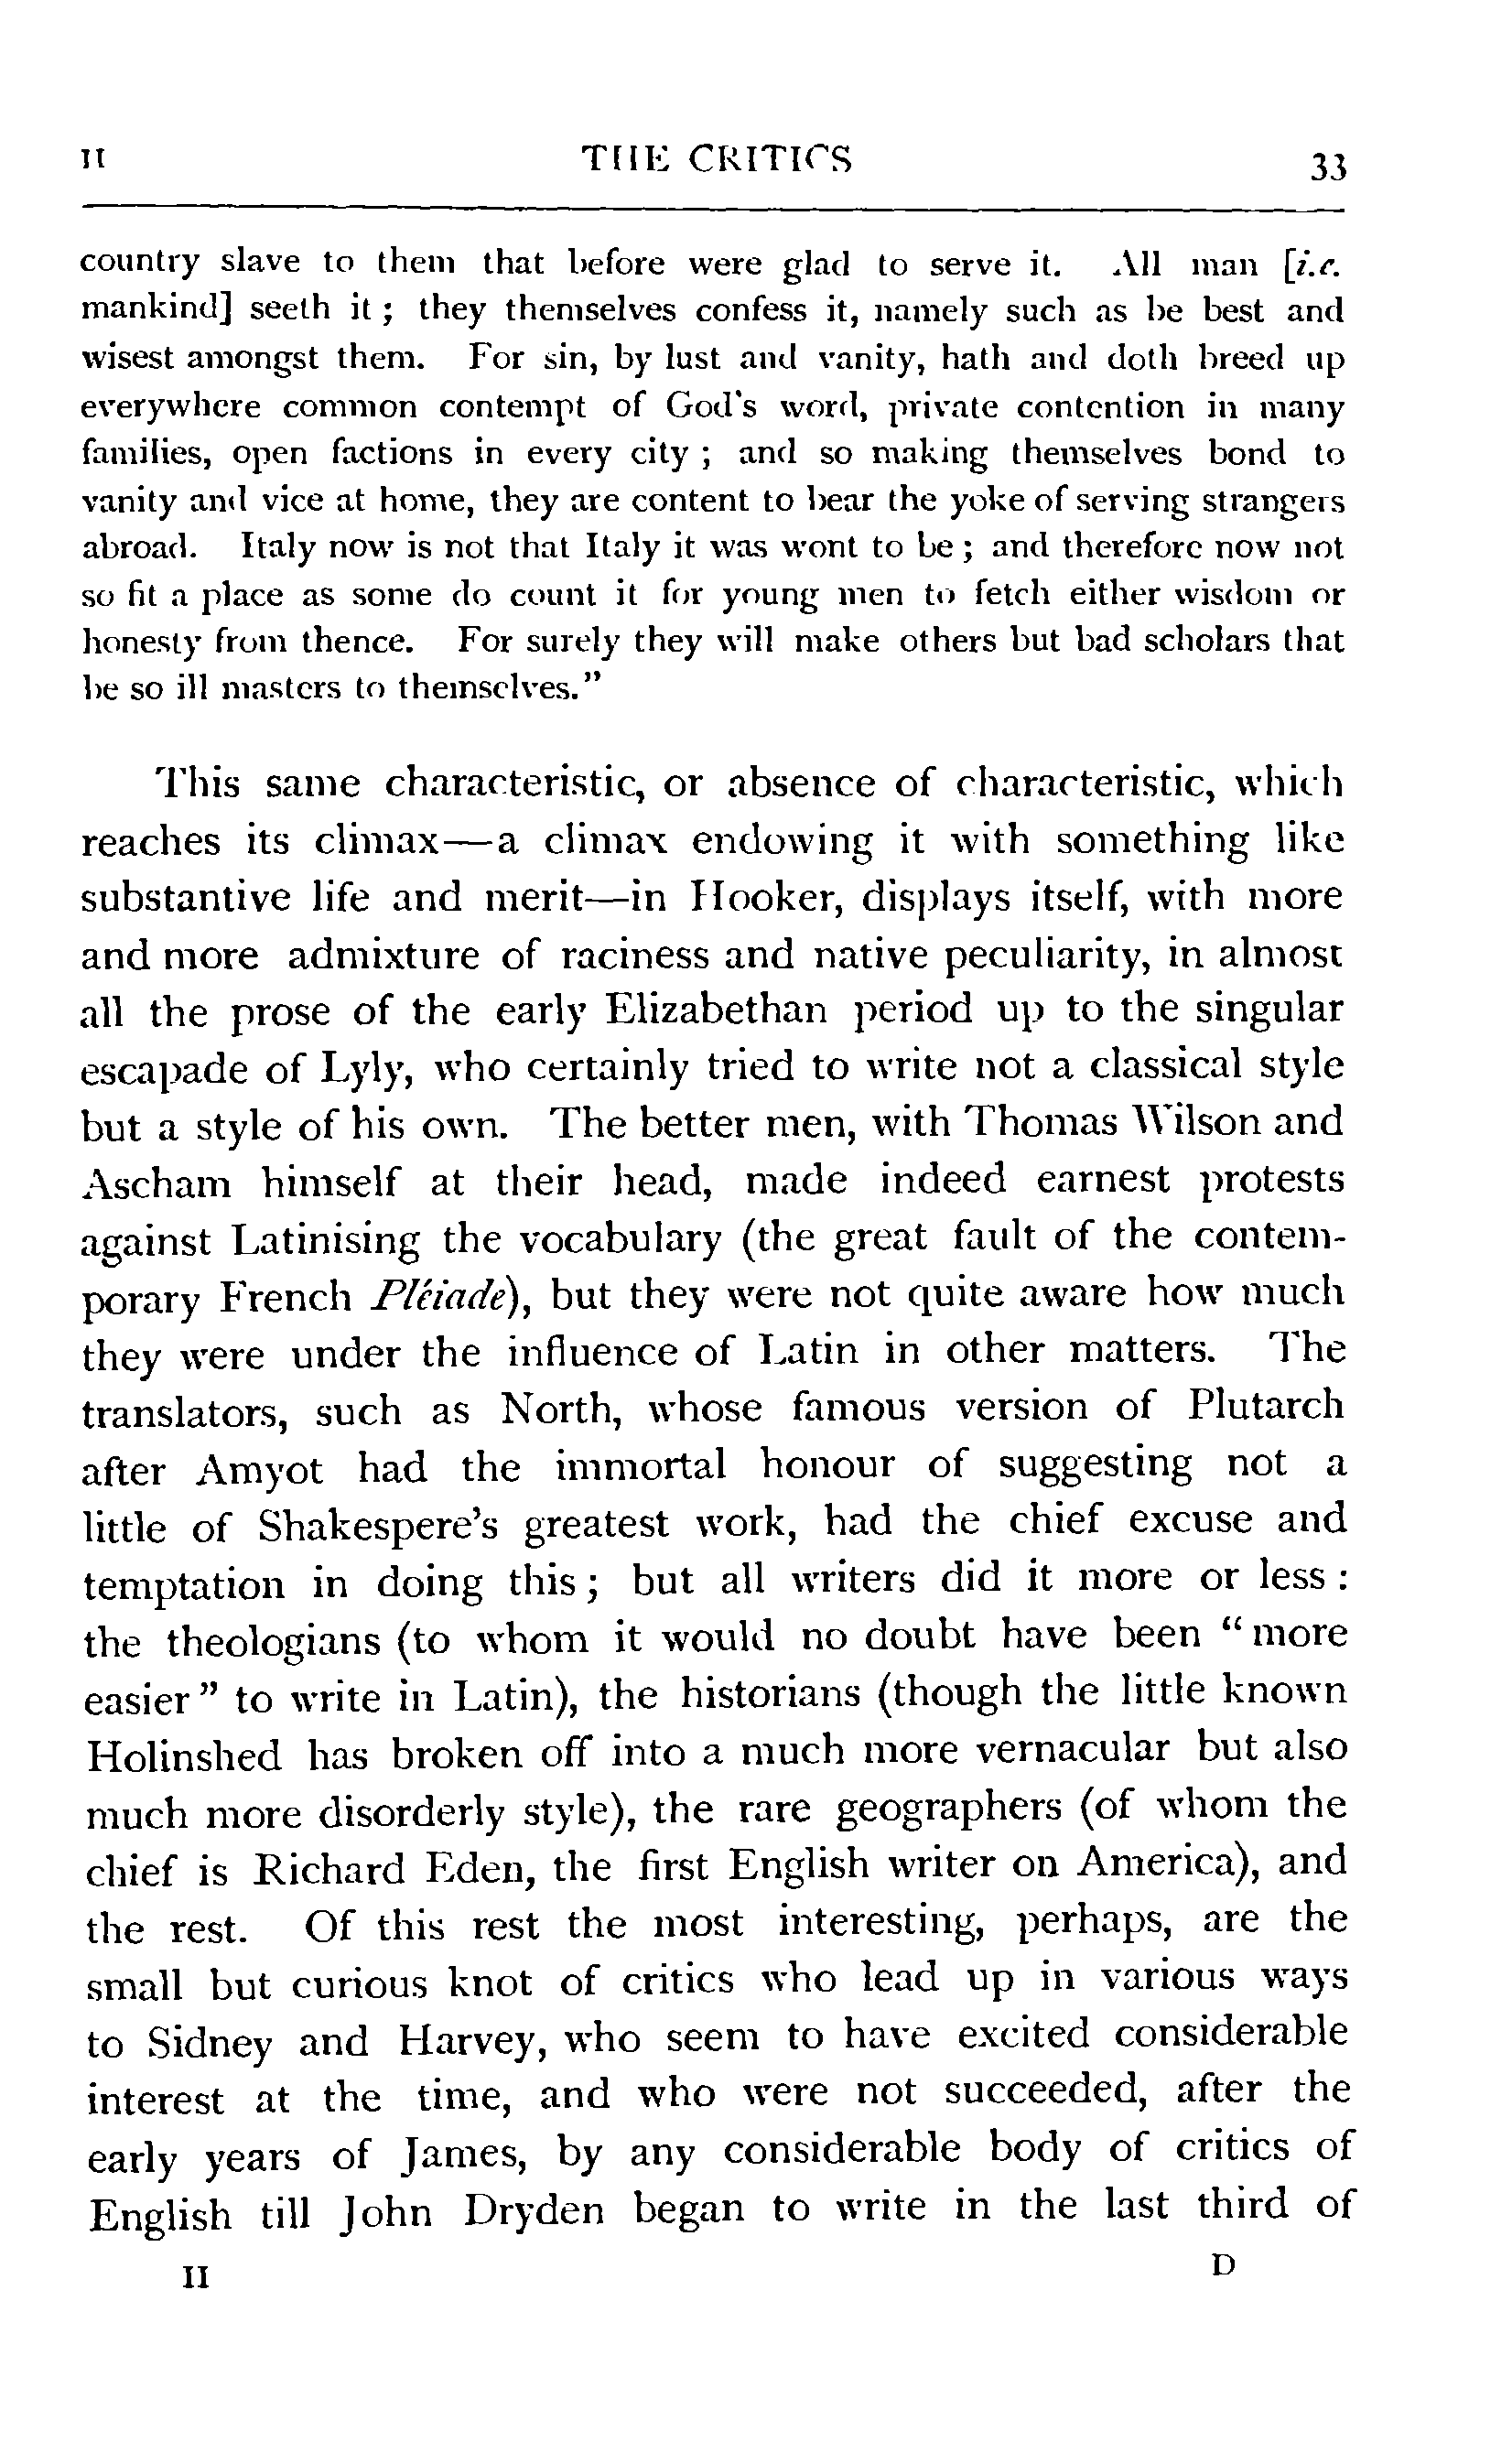 II THE CRITICS 33
country slave to them that before were glad to serve it. All man [i.e.
mankind] seeth it ; they themselves confess it, namely such as be best and
wisest amongst them. For sin, by lust and vanity, hath and doth breed up
everywhere common contempt of God's word, private contention in many
families, open factions in every city ; and so making themselves bond to
vanity and vice at home, they are content to bear the yoke of serving strangers
abroad. Italy now is not that Italy it was wont to be ; and therefore now not
so fit a place as some do count it for young men to fetch either wisdom or
honesty from thence. For surely they will make others but bad scholars that
be so ill masters to themselves."
This same characteristic, or absence of characteristic, which
reaches its climax—a climax endowing it with something like
substantive life and merit—in Hooker, displays itself, with more
and more admixture of raciness and native peculiarity, in almost
all the prose of the early Elizabethan period up to the singular
escapade of Lyly, who certainly tried to write not a classical style
but a style of his own. The better men, with Thomas Wilson and
Ascham himself at their head, made indeed earnest protests
against Latinising the vocabulary (the great fault of the contem-
porary French Pléiade), but they were not quite aware how much
they were under the influence of Latin in other matters. The
translators, such as North, whose famous version of Plutarch
after Amyot had the immortal honour of suggesting not a
little of Shakespere's greatest work, had the chief excuse and
temptation in doing this ; but all writers did it more or less :
the theologians (to whom it would no doubt have been “ more
easier ” to write in Latin), the historians (though the little known
Holinshed has broken off into a much more vernacular but also
much more disorderly style), the rare geographers (of whom the
chief is Richard Eden, the first English writer on America), and
the rest. Of this rest the most interesting, perhaps, are the
small but curious knot of critics who lead up in various ways
to Sidney and Harvey, who seem to have excited considerable
interest at the time, and who were not succeeded, after the
early years of James, by any considerable body of critics of
English till John Dryden began to write in the last third of
II D